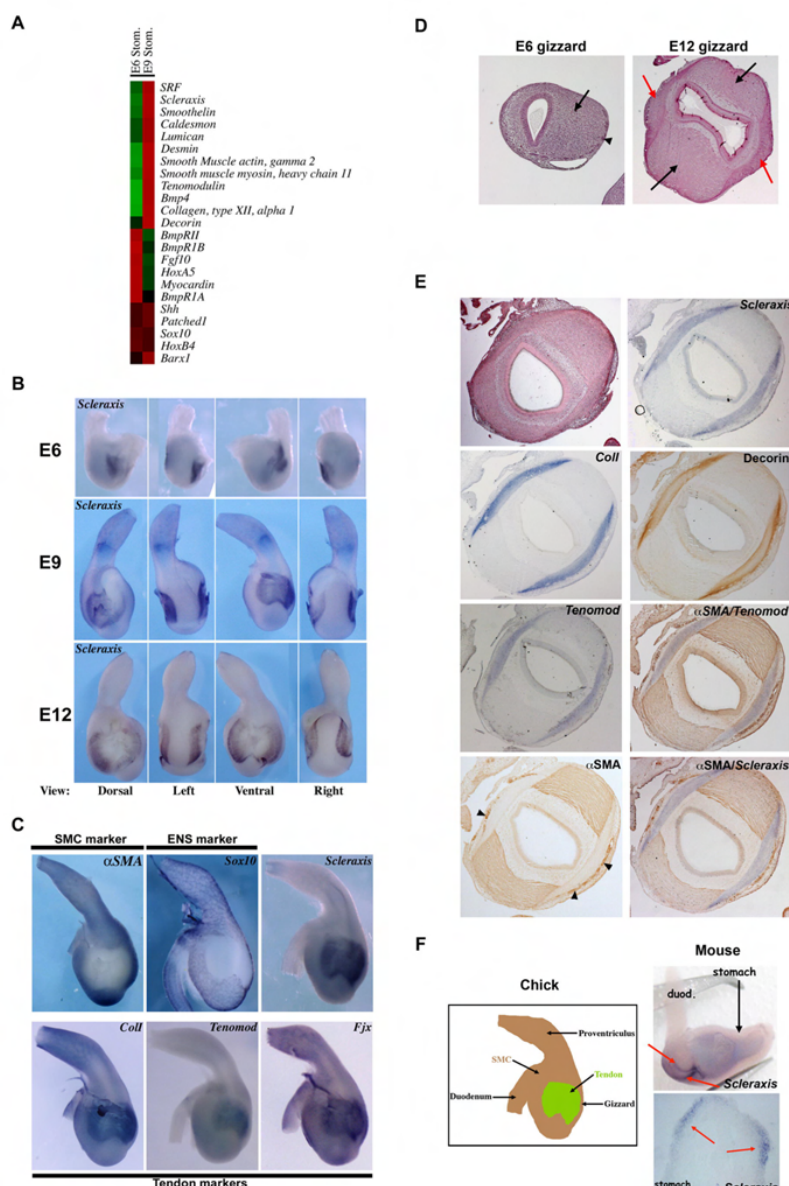 A
E6 Stom.
E9 Stom.
SRF
Scleraxis
Smoothelin
Caldesmon
Lumican
Desmin
Smooth Muscle actin, gamma 2
Smooth muscle myosin, heavy chain 11
Tenomodulin
Bmp4
Collagen, type XII, alpha 1
Decorin
BmpRII
BmpR1B
Fgf10
HoxA5
Myocardin
BmpR1A
Shh
Patched1
Sox10
HoxB4
Barx1
B
Scleraxis
E6
Scleraxis
E9
Scleraxis
E12
View: Dorsal Left Ventral Right
C
SMC marker ENS marker
αSMA Sox10 Scleraxis
ColI Tenomod Fjx
Tendon markers
D
E6 gizzard E12 gizzard
E
Scleraxis
ColI Decorin
Tenomod αSMA/Tenomod
αSMA αSMA/Scleraxis
F
Chick
Proventriculus
SMC
Tendon
Duodenum
Gizzard
Mouse
stomach
duod.
Scleraxis
stomach Scleraxis